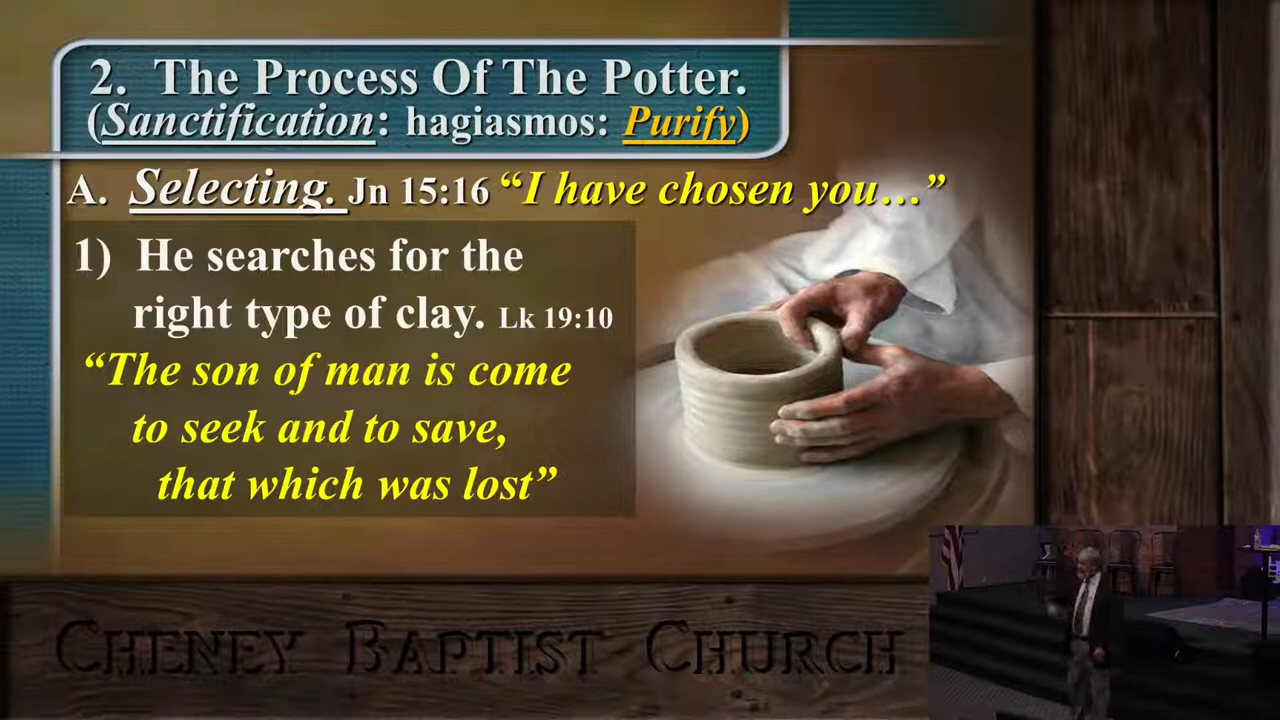 2. The Process Of The Potter.
(Sanctification: hagiasmos: Purify)
A. Selecting. Jn 15:16 “I have chosen you…”
1) He searches for the
right type of clay. Lk 19:10
“The son of man is come
to seek and to save,
that which was lost”
CHENEY BAPTIST CHURCH